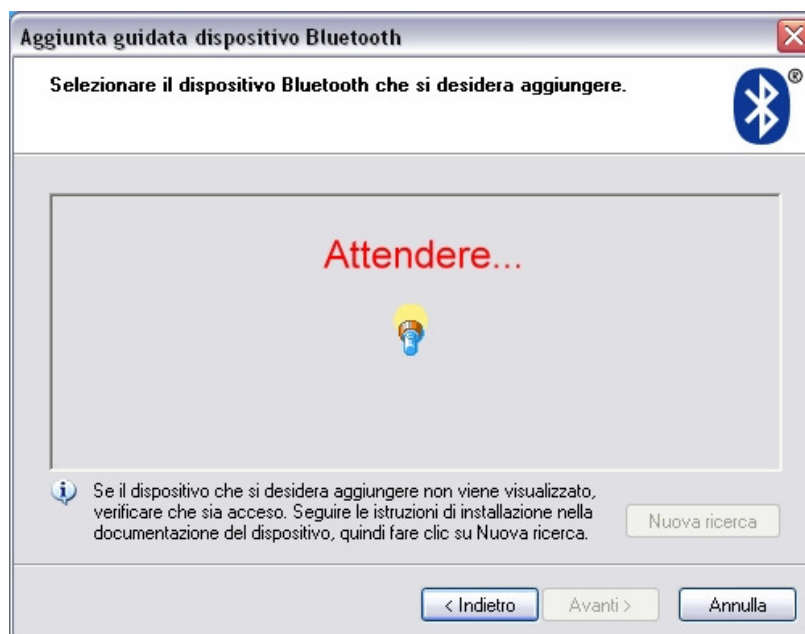 Aggiunta guidata dispositivo Bluetooth
Selezionare il dispositivo Bluetooth che si desidera aggiungere.
®
Attendere...
Se il dispositivo che si desidera aggiungere non viene visualizzato,
verificare che sia acceso. Seguire le istruzioni di installazione nella
documentazione del dispositivo, quindi fare clic su Nuova ricerca.
Nuova ricerca
< Indietro
Avanti >
Annulla